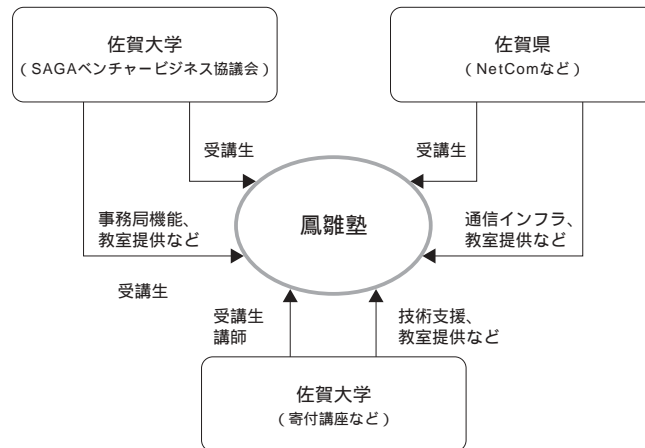 佐賀大学
（SAGAベンチャービジネス協議会）
佐賀県
（NetComなど）
受講生
受講生
鳳雛塾
事務局機能、
教室提供など
通信インフラ、
教室提供など
受講生
受講生
講師
技術支援、
教室提供など
佐賀大学
（寄付講座など）